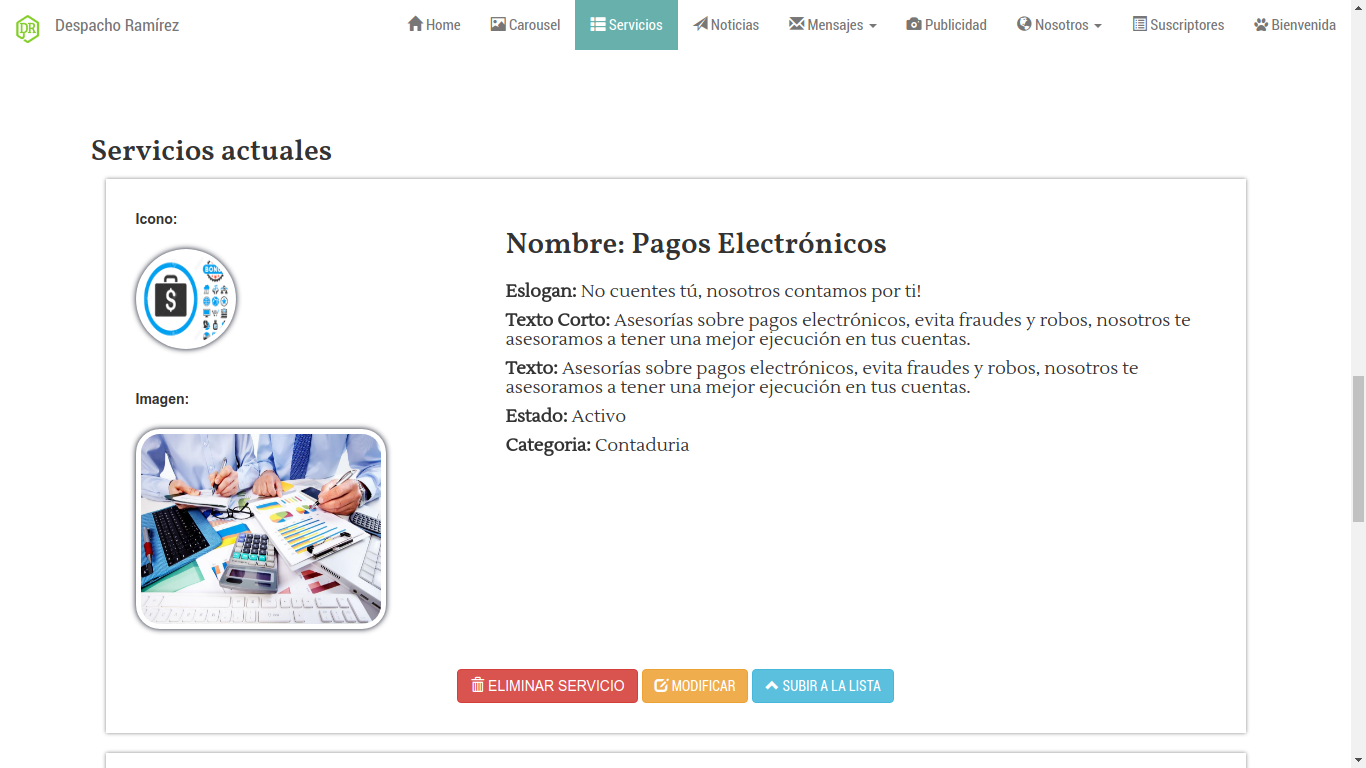 DR Despacho Ramírez Home Carousel Servicios Noticias Mensajes Publicidad Nosotros Suscriptores Bienvenida
Servicios actuales
Icono:
$
Nombre: Pagos Electrónicos
Eslogan: No cuentes tú, nosotros contamos por ti!
Texto Corto: Asesorías sobre pagos electrónicos, evita fraudes y robos, nosotros te
asesoramos a tener una mejor ejecución en tus cuentas.
Texto: Asesorías sobre pagos electrónicos, evita fraudes y robos, nosotros te
asesoramos a tener una mejor ejecución en tus cuentas.
Estado: Activo
Categoria: Contaduria
Imagen:
ELIMINAR SERVICIO MODIFICAR SUBIR A LA LISTA